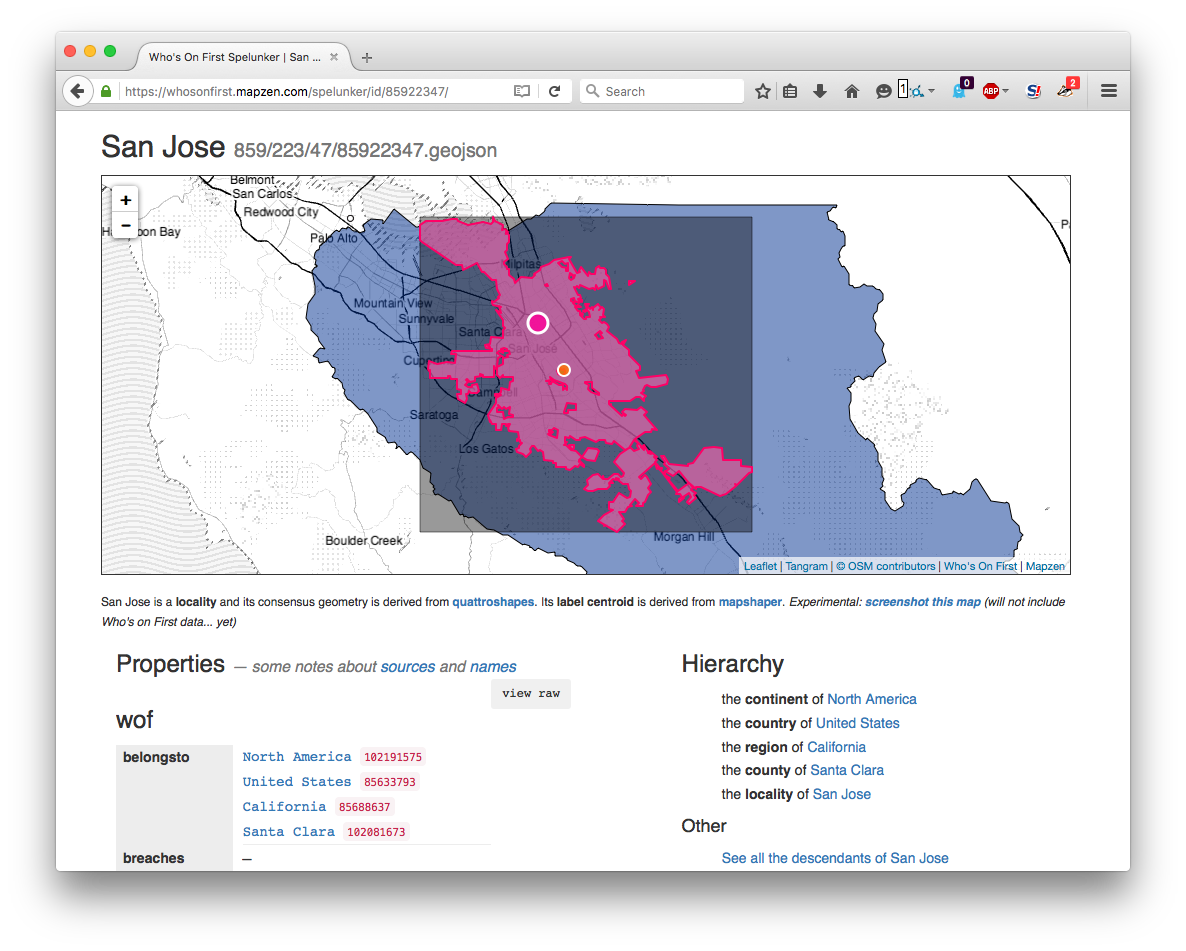 Who's On First Spelunker | San ...
https://whosonfirst.mapzen.com/spelunker/id/85922347/
Search
1
0
ABP
S!
2
San Jose 859/223/47/85922347.geojson
+
−
Belmont
San Carlos
Redwood City
Bay
Palo Alto
Milpitas
Mountain View
Sunnyvale
Santa Clara
San José
Cupertino
Campbell
Saratoga
Los Gatos
Boulder Creek
Morgan Hill
Leaflet | Tangram | © OSM contributors | Who's On First | Mapzen
San Jose is a locality and its consensus geometry is derived from quattroshapes. Its label centroid is derived from mapshaper. Experimental: screenshot this map (will not include
Who's on First data... yet)
Properties — some notes about sources and names
view raw
wof
belongsto
North America 102191575
United States 85633793
California 85688637
Santa Clara 102081673
breaches
—
Hierarchy
the continent of North America
the country of United States
the region of California
the county of Santa Clara
the locality of San Jose
Other
See all the descendants of San Jose